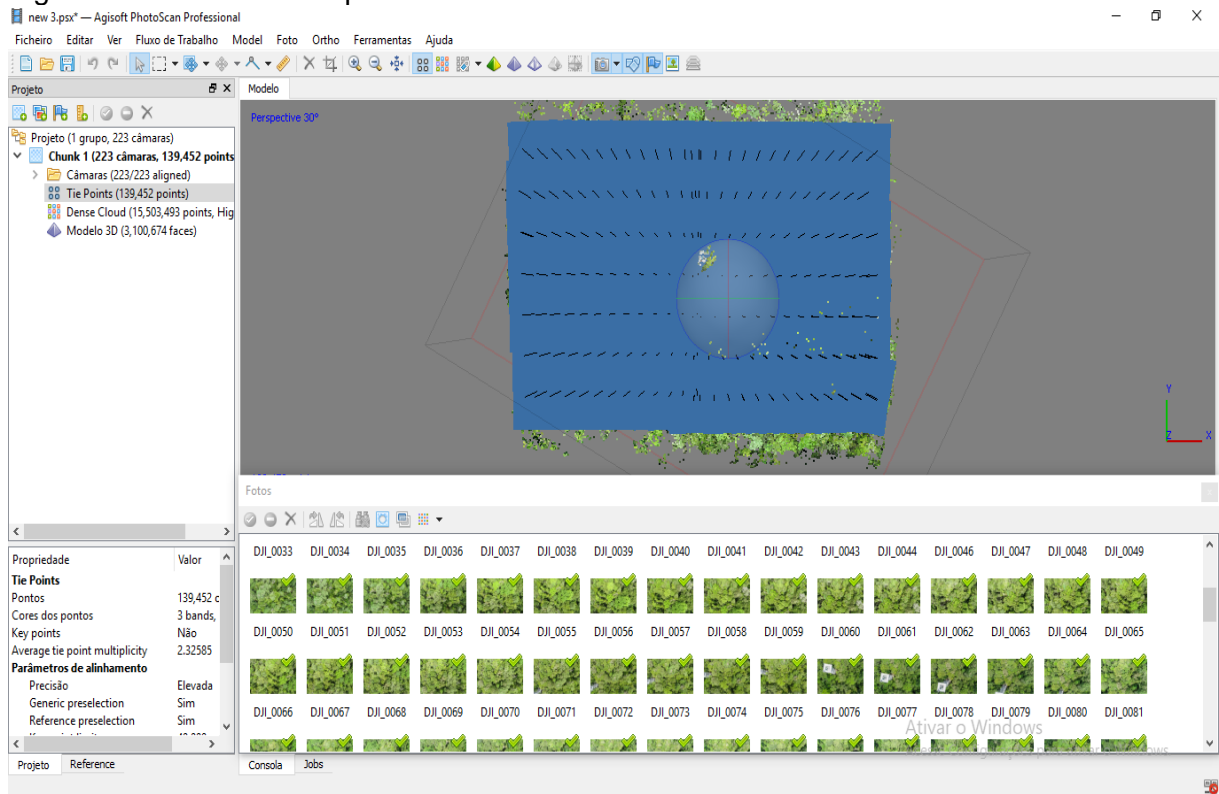 new 3.psx* — Agisoft PhotoScan Professional
Ficheiro Editar Ver Fluxo de Trabalho Model Foto Ortho Ferramentas Ajuda
Projeto
Modelo
Perspective 30°
Projeto (1 grupo, 223 câmaras)
Chunk 1 (223 câmaras, 139,452 points
Câmaras (223/223 aligned)
Tie Points (139,452 points)
Dense Cloud (15,503,493 points, Hig
Modelo 3D (3,100,674 faces)
Y
Z X
Fotos
DJI_0033 DJI_0034 DJI_0035 DJI_0036 DJI_0037 DJI_0038 DJI_0039 DJI_0040 DJI_0041 DJI_0042 DJI_0043 DJI_0044 DJI_0046 DJI_0047 DJI_0048 DJI_0049
DJI_0050 DJI_0051 DJI_0052 DJI_0053 DJI_0054 DJI_0055 DJI_0056 DJI_0057 DJI_0058 DJI_0059 DJI_0060 DJI_0061 DJI_0062 DJI_0063 DJI_0064 DJI_0065
DJI_0066 DJI_0067 DJI_0068 DJI_0069 DJI_0070 DJI_0071 DJI_0072 DJI_0073 DJI_0074 DJI_0075 DJI_0076 DJI_0077 DJI_0078 DJI_0079 DJI_0080 DJI_0081
Propriedade Valor
Tie Points
Pontos 139,452 c
Cores dos pontos 3 bands,
Key points Não
Average tie point multiplicity 2.32585
Parâmetros de alinhamento
Precisão Elevada
Generic preselection Sim
Reference preselection Sim
Ativar o Windows
Projeto Reference
Consola Jobs